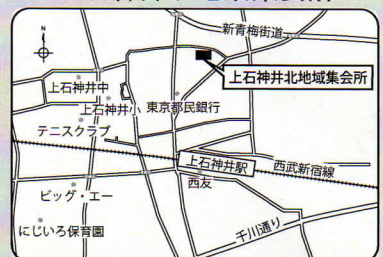 N
新青梅街道
上石神井北地域集会所
上石神井中
上石神井小
東京都民銀行
テニスクラブ
上石神井駅
西武新宿線
西友
ビッグ・エー
千川通り
にじいろ保育園